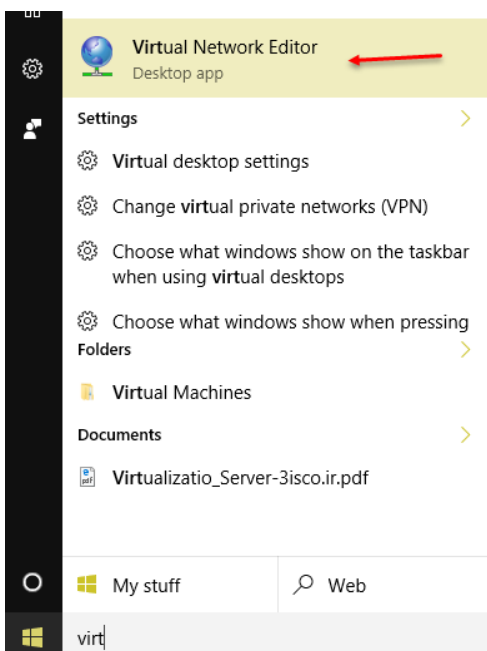 Virtual Network Editor
Desktop app
Settings
Virtual desktop settings
Change virtual private networks (VPN)
Choose what windows show on the taskbar
when using virtual desktops
Choose what windows show when pressing
Folders
Virtual Machines
Documents
Virtualizatio_Server-3isco.ir.pdf
My stuff
Web
virt